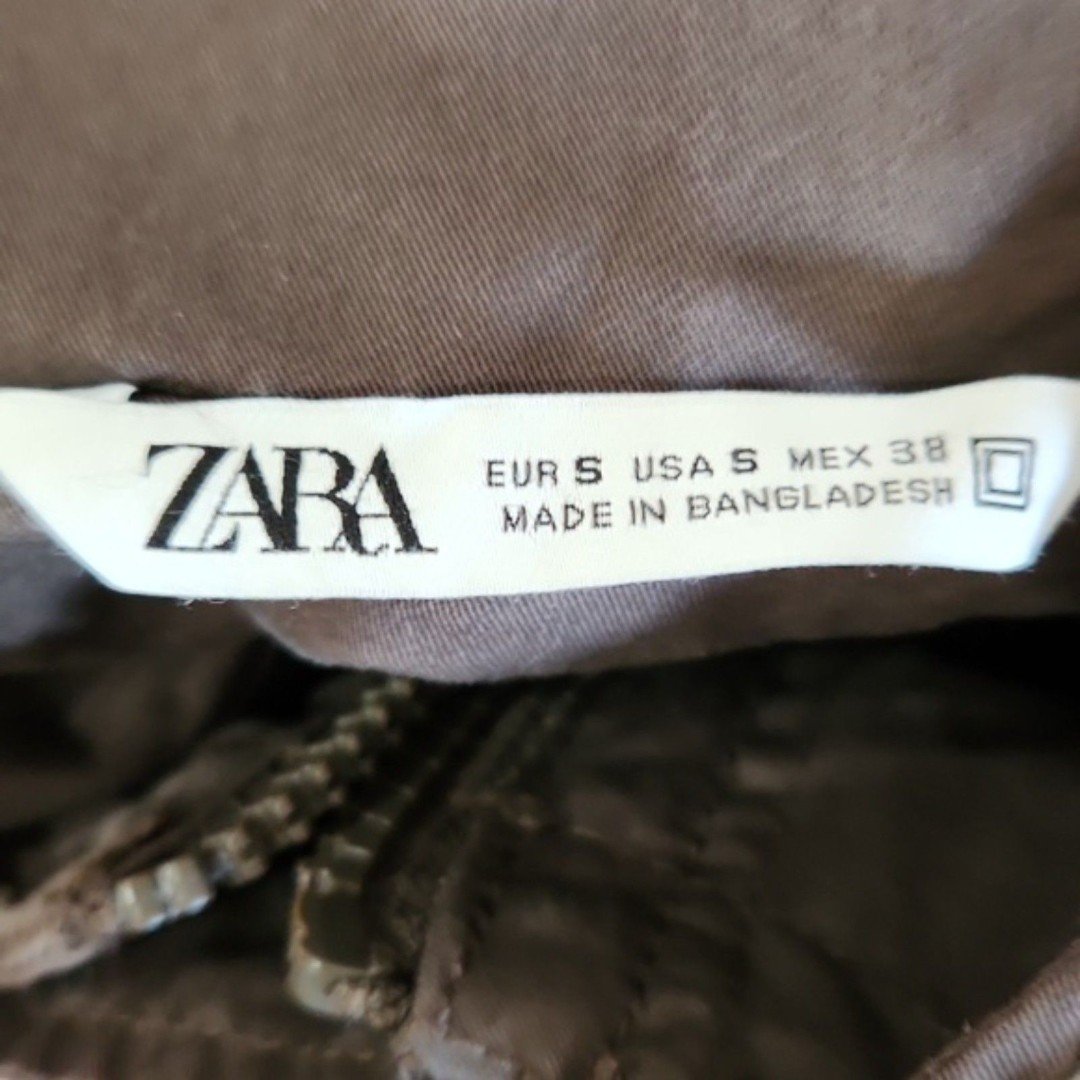 ZARA
EUR S USA S MEX 38
MADE IN BANGLADESH